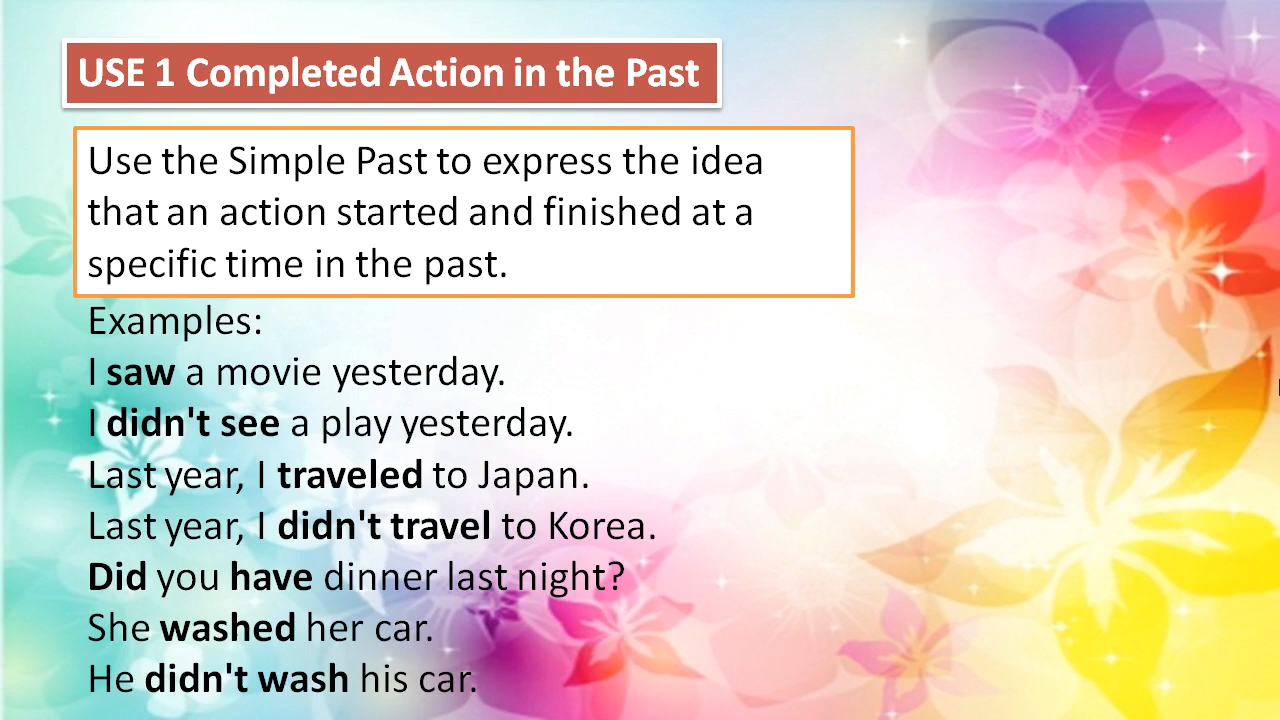 USE 1 Completed Action in the Past
Use the Simple Past to express the idea
that an action started and finished at a
specific time in the past.
Examples:
I saw a movie yesterday.
I didn't see a play yesterday.
Last year, I traveled to Japan.
Last year, I didn't travel to Korea.
Did you have dinner last night?
She washed her car.
He didn't wash his car.